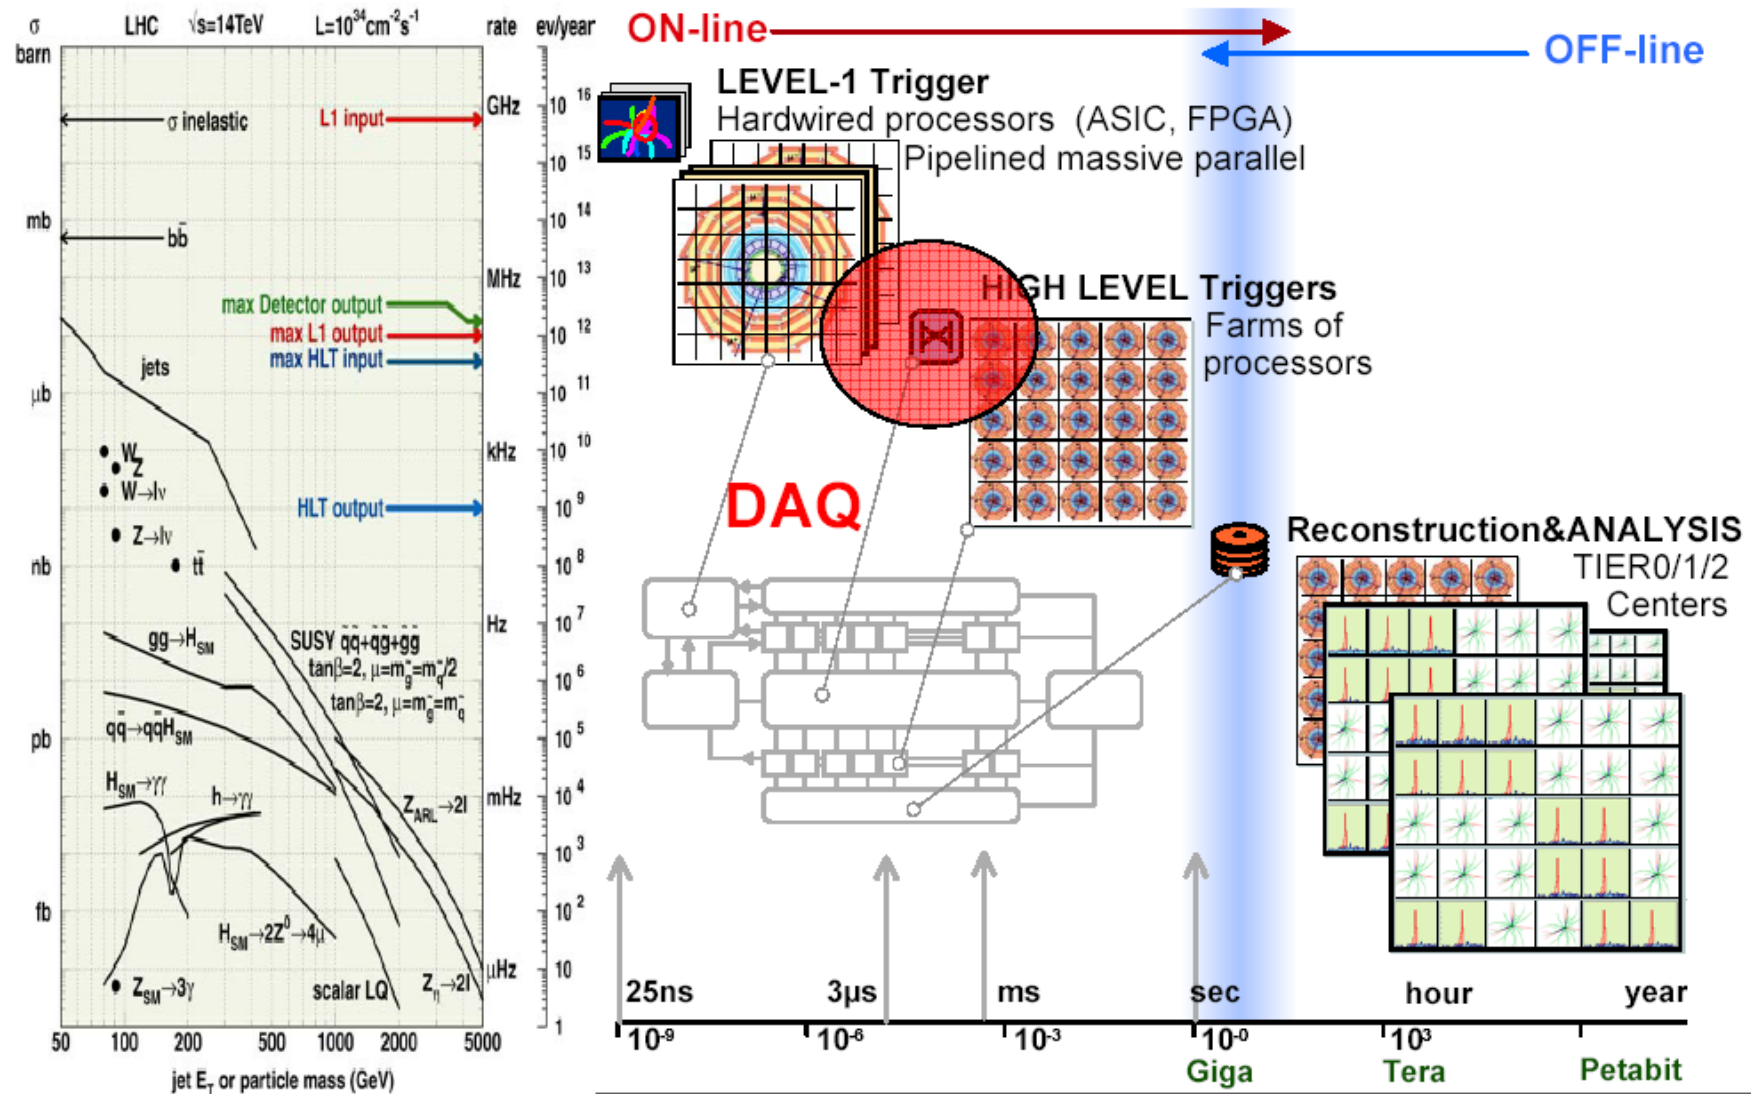 σ LHC √s=14TeV L=10³⁴cm⁻²s⁻¹ rate ev/year
barn
mb
μb
nb
pb
fb
GHz
MHz
kHz
Hz
mHz
μHz
10¹⁶
10¹⁵
10¹⁴
10¹³
10¹²
10¹¹
10¹⁰
10⁹
10⁸
10⁷
10⁶
10⁵
10⁴
10³
10²
10
1
σ inelastic
L1 input
bb̄
max Detector output
max L1 output
max HLT input
jets
W
Z
W→lν
HLT output
Z→lν
tt̄
gg→H_SM
SUSY q̃q̃+q̃g̃+g̃g̃
tanβ=2, μ=m_g̃=m_q̃/2
tanβ=2, μ=m_g̃=m_q̃
qq̄→qq̄H_SM
H_SM→γγ
h→γγ
Z_ARL→2l
H_SM→2Z⁰→4μ
Z_SM→3γ
scalar LQ
Z_η→2l
50 100 200 500 1000 2000 5000
jet E_T or particle mass (GeV)
ON-line
OFF-line
LEVEL-1 Trigger
Hardwired processors (ASIC, FPGA)
Pipelined massive parallel
HIGH LEVEL Triggers
Farms of
processors
DAQ
Reconstruction&ANALYSIS
TIER0/1/2
Centers
25ns 3μs ms sec hour year
10⁻⁹ 10⁻⁶ 10⁻³ 10⁻⁰ 10³
Giga Tera Petabit